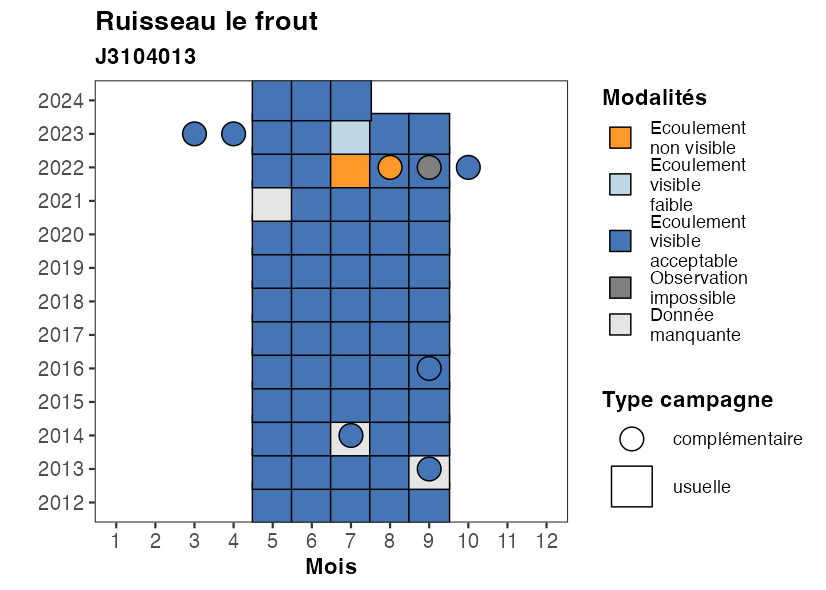 Ruisseau le frout
J3104013
2024
2023
2022
2021
2020
2019
2018
2017
2016
2015
2014
2013
2012
1 2 3 4 5 6 7 8 9 10 11 12
Mois
Modalités
Ecoulement
non visible
Ecoulement
visible
faible
Ecoulement
visible
acceptable
Observation
impossible
Donnée
manquante
Type campagne
complémentaire
usuelle